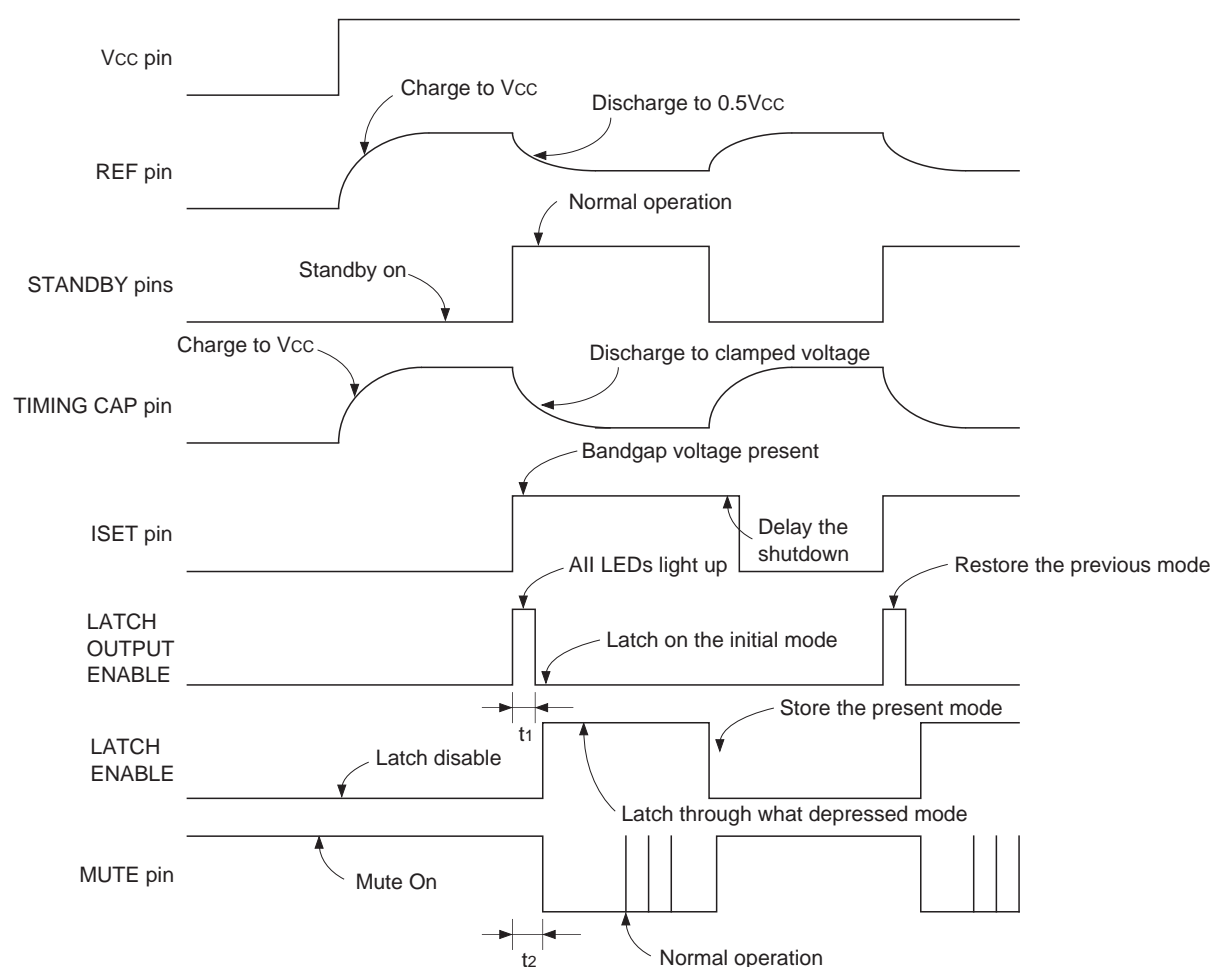 Vcc pin
Charge to Vcc
Discharge to 0.5Vcc
REF pin
Normal operation
Standby on
STANDBY pins
Charge to Vcc
Discharge to clamped voltage
TIMING CAP pin
Bandgap voltage present
ISET pin
Delay the
shutdown
All LEDs light up
Restore the previous mode
LATCH
OUTPUT
ENABLE
Latch on the initial mode
t1
Store the present mode
LATCH
ENABLE
Latch disable
Latch through what depressed mode
MUTE pin
Mute On
t2
Normal operation